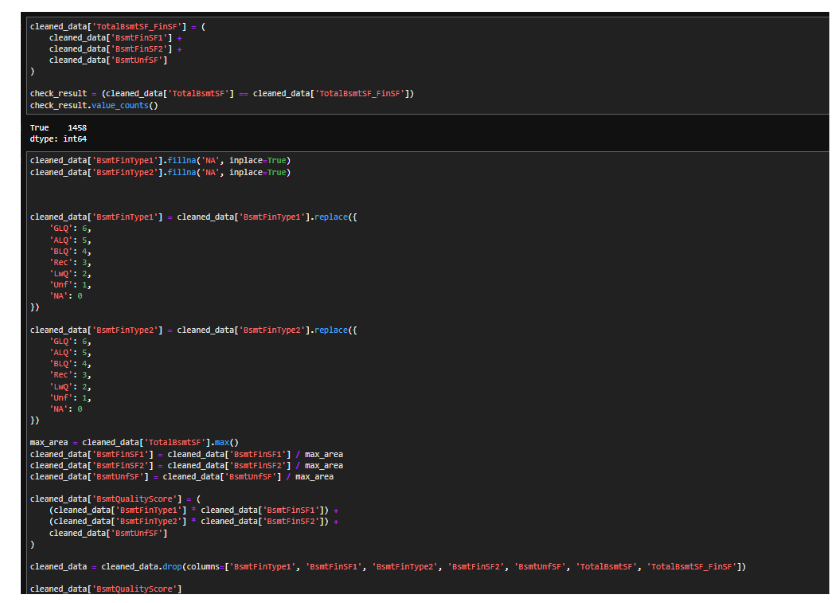 cleaned_data['TotalBsmtSF_FinSF'] = (
    cleaned_data['BsmtFinSF1'] +
    cleaned_data['BsmtFinSF2'] +
    cleaned_data['BsmtUnfSF']
)
check_result = (cleaned_data['TotalBsmtSF'] == cleaned_data['TotalBsmtSF_FinSF'])
check_result.value_counts()
True    1458
dtype: int64
cleaned_data['BsmtFinType1'].fillna('NA', inplace=True)
cleaned_data['BsmtFinType2'].fillna('NA', inplace=True)
cleaned_data['BsmtFinType1'] = cleaned_data['BsmtFinType1'].replace({
    'GLQ': 6,
    'ALQ': 5,
    'BLQ': 4,
    'Rec': 3,
    'LwQ': 2,
    'Unf': 1,
    'NA': 0
})
cleaned_data['BsmtFinType2'] = cleaned_data['BsmtFinType2'].replace({
    'GLQ': 6,
    'ALQ': 5,
    'BLQ': 4,
    'Rec': 3,
    'LwQ': 2,
    'Unf': 1,
    'NA': 0
})
max_area = cleaned_data['TotalBsmtSF'].max()
cleaned_data['BsmtFinSF1'] = cleaned_data['BsmtFinSF1'] / max_area
cleaned_data['BsmtFinSF2'] = cleaned_data['BsmtFinSF2'] / max_area
cleaned_data['BsmtUnfSF'] = cleaned_data['BsmtUnfSF'] / max_area
cleaned_data['BsmtQualityScore'] = (
    (cleaned_data['BsmtFinType1'] * cleaned_data['BsmtFinSF1']) +
    (cleaned_data['BsmtFinType2'] * cleaned_data['BsmtFinSF2']) +
    cleaned_data['BsmtUnfSF']
)
cleaned_data = cleaned_data.drop(columns=['BsmtFinType1', 'BsmtFinSF1', 'BsmtFinType2', 'BsmtFinSF2', 'BsmtUnfSF', 'TotalBsmtSF', 'TotalBsmtSF_FinSF'])
cleaned_data['BsmtQualityScore']